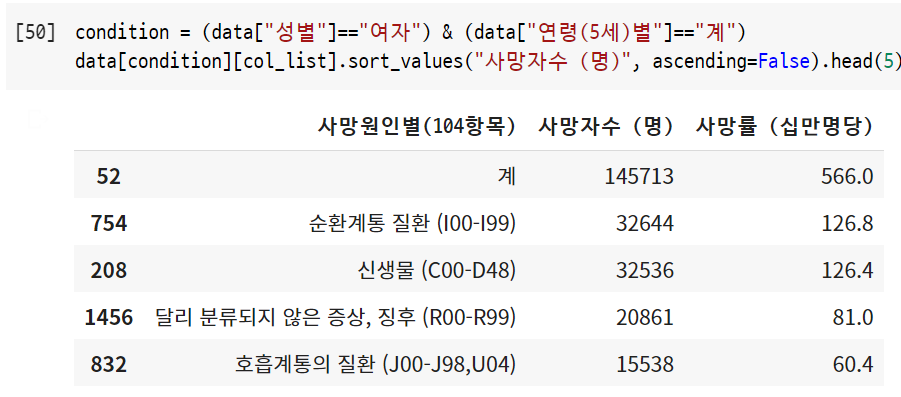 [50] condition = (data["성별"]=="여자") & (data["연령(5세)별"]=="계")
data[condition][col_list].sort_values("사망자수 (명)", ascending=False).head(5)
사망원인별(104항목) 사망자수 (명) 사망률 (십만명당)
52 계 145713 566.0
754 순환계통 질환 (I00-I99) 32644 126.8
208 신생물 (C00-D48) 32536 126.4
1456 달리 분류되지 않은 증상, 징후 (R00-R99) 20861 81.0
832 호흡계통의 질환 (J00-J98,U04) 15538 60.4